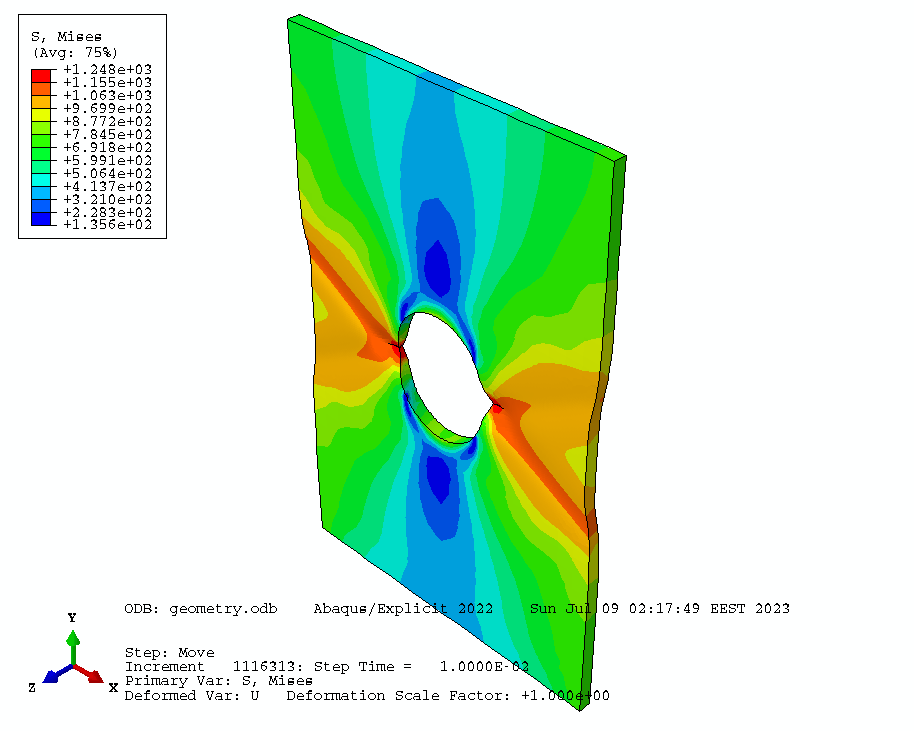 S, Mises
(Avg: 75%)
+1.248e+03
+1.155e+03
+1.063e+03
+9.699e+02
+8.772e+02
+7.845e+02
+6.918e+02
+5.991e+02
+5.064e+02
+4.137e+02
+3.210e+02
+2.283e+02
+1.356e+02
ODB: geometry.odb    Abaqus/Explicit 2022    Sun Jul 09 02:17:49 EEST 2023
Y
Z
X
Step: Move
Increment   1116313: Step Time =   1.0000E-02
Primary Var: S, Mises
Deformed Var: U   Deformation Scale Factor: +1.000e+00